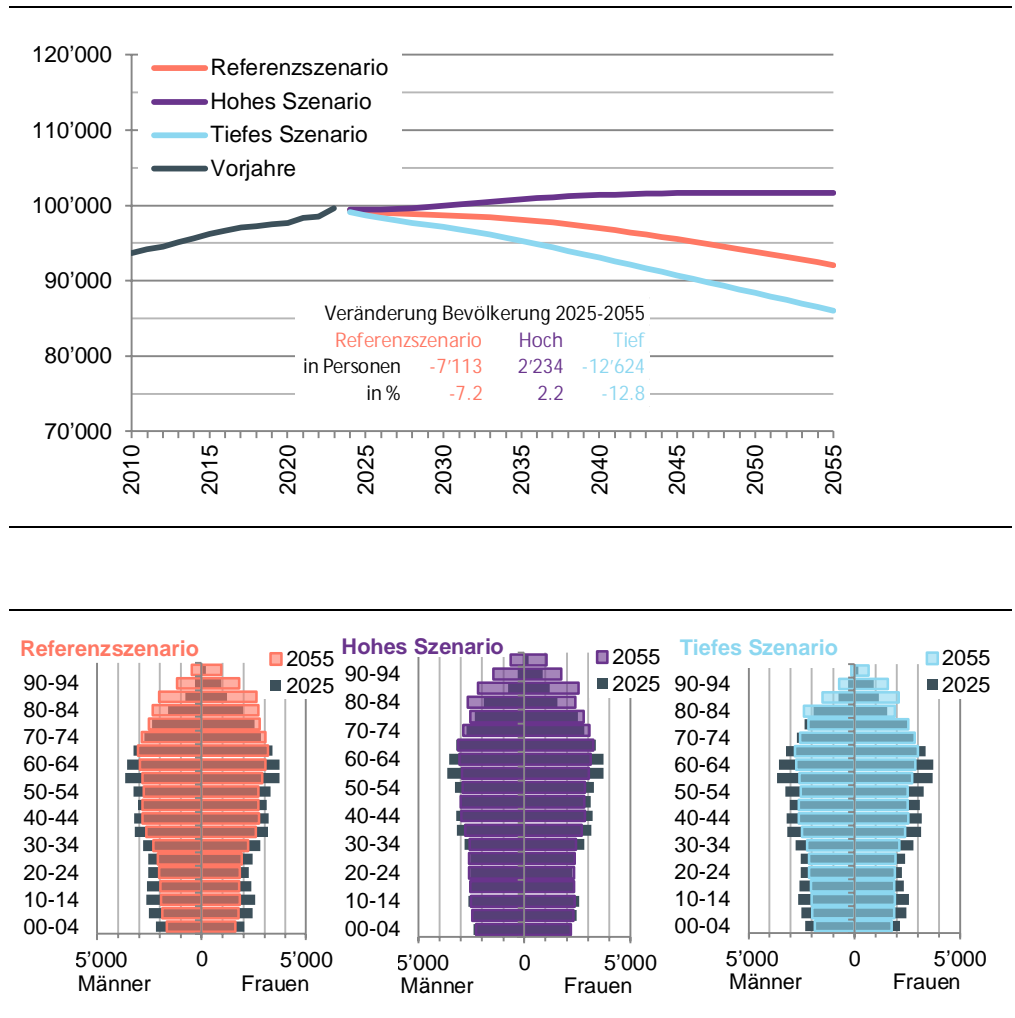 120’000
110’000
100’000
90’000
80’000
70’000
Referenzszenario
Hohes Szenario
Tiefes Szenario
Vorjahre
Veränderung Bevölkerung 2025-2055
Referenzszenario Hoch Tief
in Personen -7’113 2’234 -12’624
in % -7.2 2.2 -12.8
2010 2015 2020 2025 2030 2035 2040 2045 2050 2055
Referenzszenario
2055
2025
90-94
80-84
70-74
60-64
50-54
40-44
30-34
20-24
10-14
00-04
5’000 0 5’000
Männer Frauen
Hohes Szenario
2055
2025
90-94
80-84
70-74
60-64
50-54
40-44
30-34
20-24
10-14
00-04
5’000 0 5’000
Männer Frauen
Tiefes Szenario
2055
2025
90-94
80-84
70-74
60-64
50-54
40-44
30-34
20-24
10-14
00-04
5’000 0 5’000
Männer Frauen